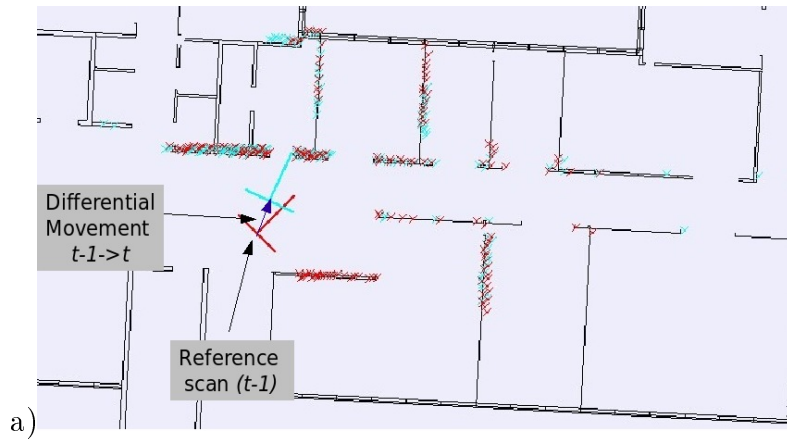 Differential
Movement
t-1->t
Reference
scan (t-1)
a)